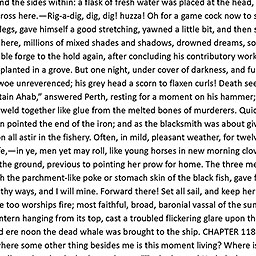 nd the sides within: a flask of fresh water was placed at the head,
ross here.—Rig-a-dig, dig, dig! huzza! Oh for a game cock now to s
legs, gave himself a good stretching, yawned a little bit, and then s
here, millions of mixed shades and shadows, drowned dreams, so
ble forge to the hold again, after concluding his contributory work
planted in a grove. But one night, under cover of darkness, and fu
woe unreverenced; his grey head a scorn to flaxen curls! Death see
tain Ahab,” answered Perth, resting for a moment on his hammer;
weld together like glue from the melted bones of murderers. Quic
n pointed the end of the iron; and as the blacksmith was about giv
on all astir in the fishery. Often, in mild, pleasant weather, for twelv
fe,—in ye, men yet may roll, like young horses in new morning clov
the ground, previous to pointing her prow for home. The three me
h the parchment-like poke or stomach skin of the black fish, gave f
thy ways, and I will mine. Forward there! Set all sail, and keep her
e too worships fire; most faithful, broad, baronial vassal of the sun
ntern hanging from its top, cast a troubled flickering glare upon th
nd ere noon the dead whale was brought to the ship. CHAPTER 118
where some other thing besides me is this moment living? Where is